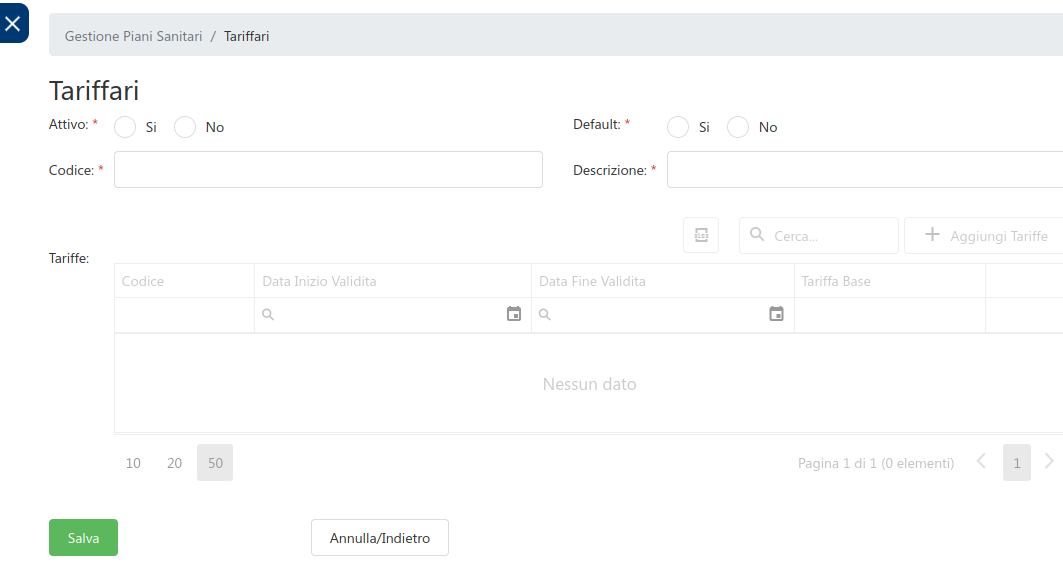 Gestione Piani Sanitari / Tariffari
Tariffari
Attivo: * Si No Default: * Si No
Codice: * Descrizione: *
XLSX Cerca... + Aggiungi Tariffe
Tariffe:
Codice Data Inizio Validita Data Fine Validita Tariffa Base
Nessun dato
10 20 50 Pagina 1 di 1 (0 elementi) 1
Salva Annulla/Indietro